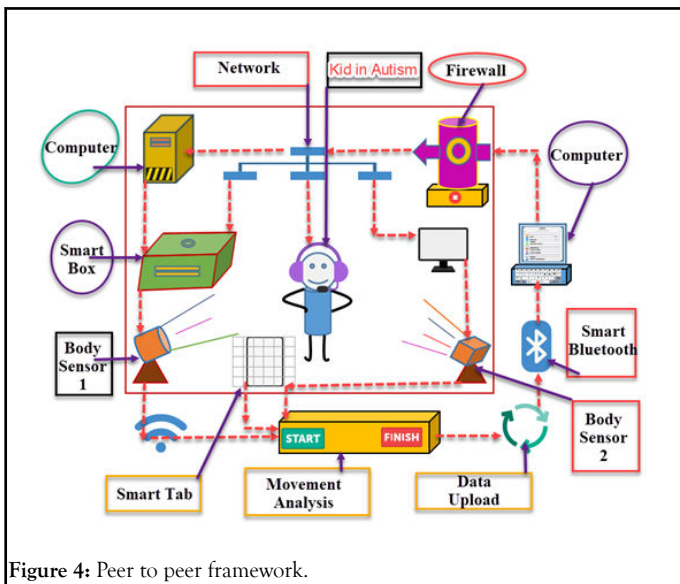 Network
Kid in Autism
Firewall
Computer
Computer
Smart
Box
Body
Sensor
1
Smart
Bluetooth
START
FINISH
Body
Sensor
2
Smart Tab
Movement
Analysis
Data
Upload
Figure 4: Peer to peer framework.